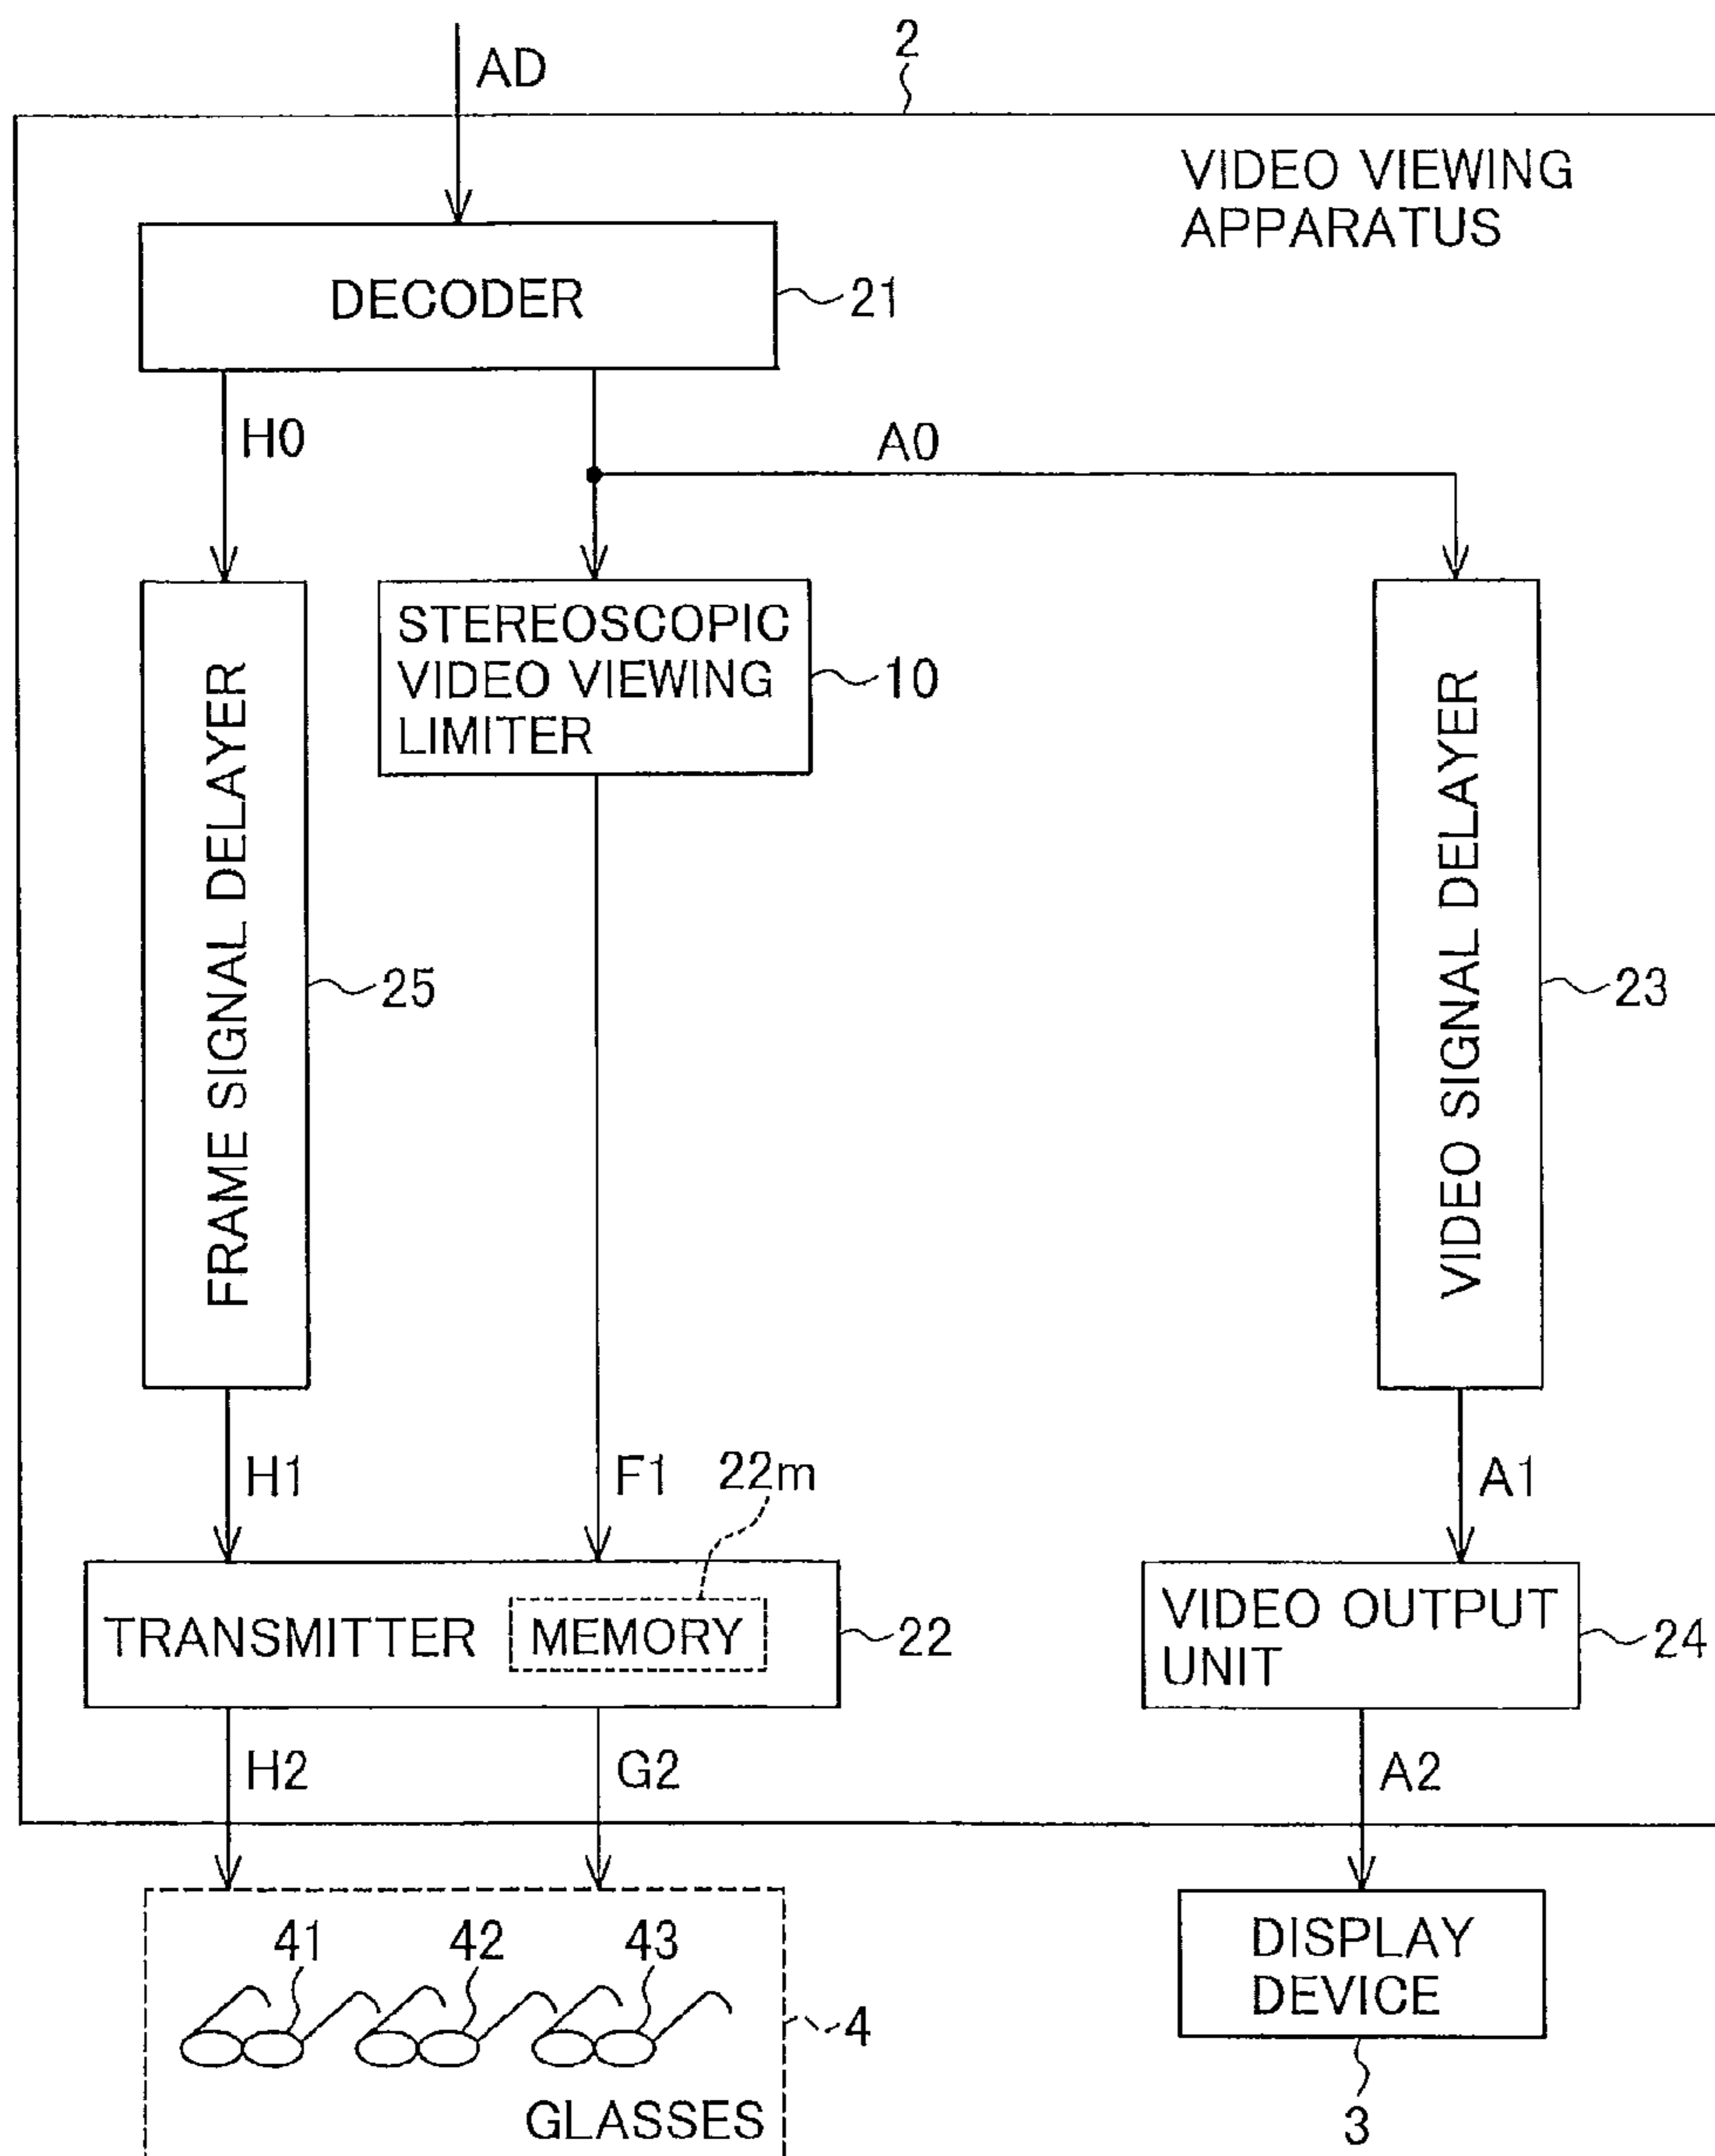 AD
2
VIDEO VIEWING
APPARATUS
DECODER
21
H0
A0
STEREOSCOPIC
VIDEO VIEWING
LIMITER
10
FRAME SIGNAL DELAYER
25
VIDEO SIGNAL DELAYER
23
H1
F1
22m
A1
TRANSMITTER
MEMORY
22
VIDEO OUTPUT
UNIT
24
H2
G2
A2
41
42
43
4
GLASSES
DISPLAY
DEVICE
3